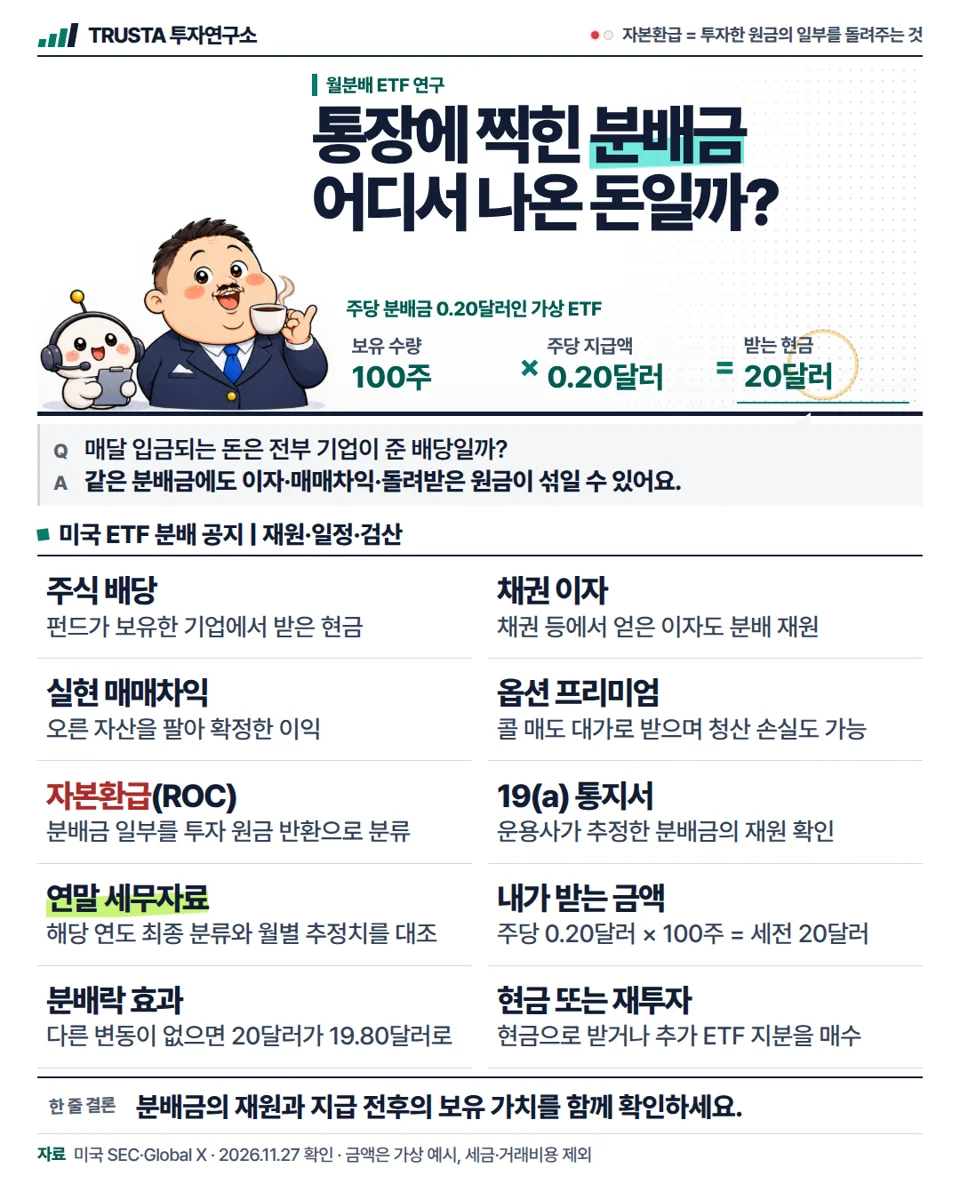 TRUSTA 투자연구소
자본환급 = 투자한 원금의 일부를 돌려주는 것
월분배 ETF 연구
통장에 찍힌 분배금
어디서 나온 돈일까?
주당 분배금 0.20달러인 가상 ETF
보유 수량
100주
×
주당 지급액
0.20달러
=
받는 현금
20달러
Q 매달 입금되는 돈은 전부 기업이 준 배당일까?
A 같은 분배금에도 이자·매매차익·돌려받은 원금이 섞일 수 있어요.
미국 ETF 분배 공지 | 재원·일정·검산
주식 배당
펀드가 보유한 기업에서 받은 현금
채권 이자
채권 등에서 얻은 이자도 분배 재원
실현 매매차익
오른 자산을 팔아 확정한 이익
옵션 프리미엄
콜 매도 대가로 받으며 청산 손실도 가능
자본환급(ROC)
분배금 일부를 투자 원금 반환으로 분류
19(a) 통지서
운용사가 추정한 분배금의 재원 확인
연말 세무자료
해당 연도 최종 분류와 월별 추정치를 대조
내가 받는 금액
주당 0.20달러 × 100주 = 세전 20달러
분배락 효과
다른 변동이 없으면 20달러가 19.80달러로
현금 또는 재투자
현금으로 받거나 추가 ETF 지분을 매수
한 줄 결론 분배금의 재원과 지급 전후의 보유 가치를 함께 확인하세요.
자료 미국 SEC·Global X · 2026.11.27 확인 · 금액은 가상 예시, 세금·거래비용 제외